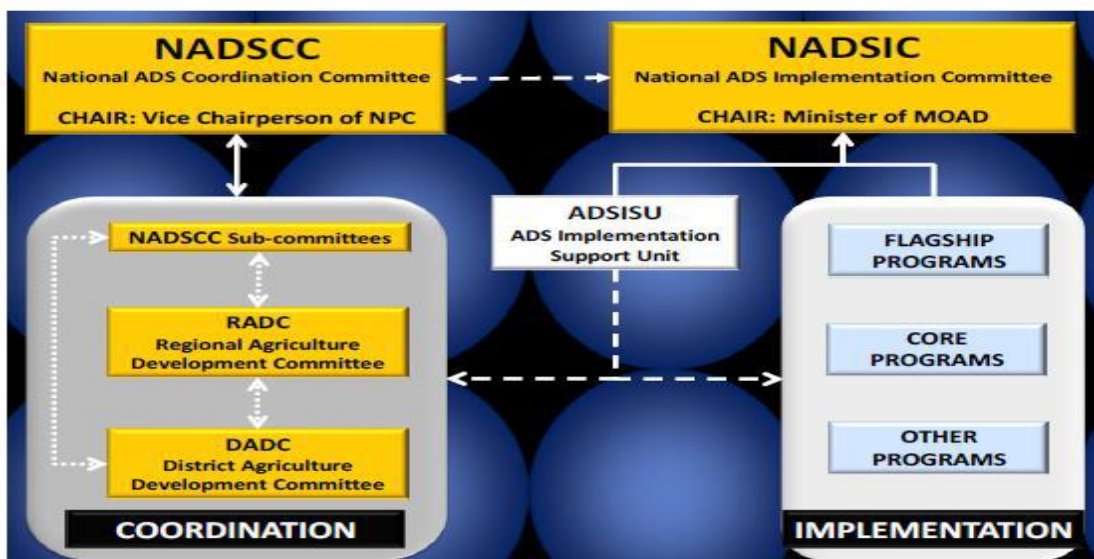 NADSCC
National ADS Coordination Committee
CHAIR: Vice Chairperson of NPC
NADSIC
National ADS Implementation Committee
CHAIR: Minister of MOAD
NADSCC Sub-committees
RADC
Regional Agriculture
Development Committee
DADC
District Agriculture
Development Committee
COORDINATION
ADSISU
ADS Implementation
Support Unit
FLAGSHIP
PROGRAMS
CORE
PROGRAMS
OTHER
PROGRAMS
IMPLEMENTATION